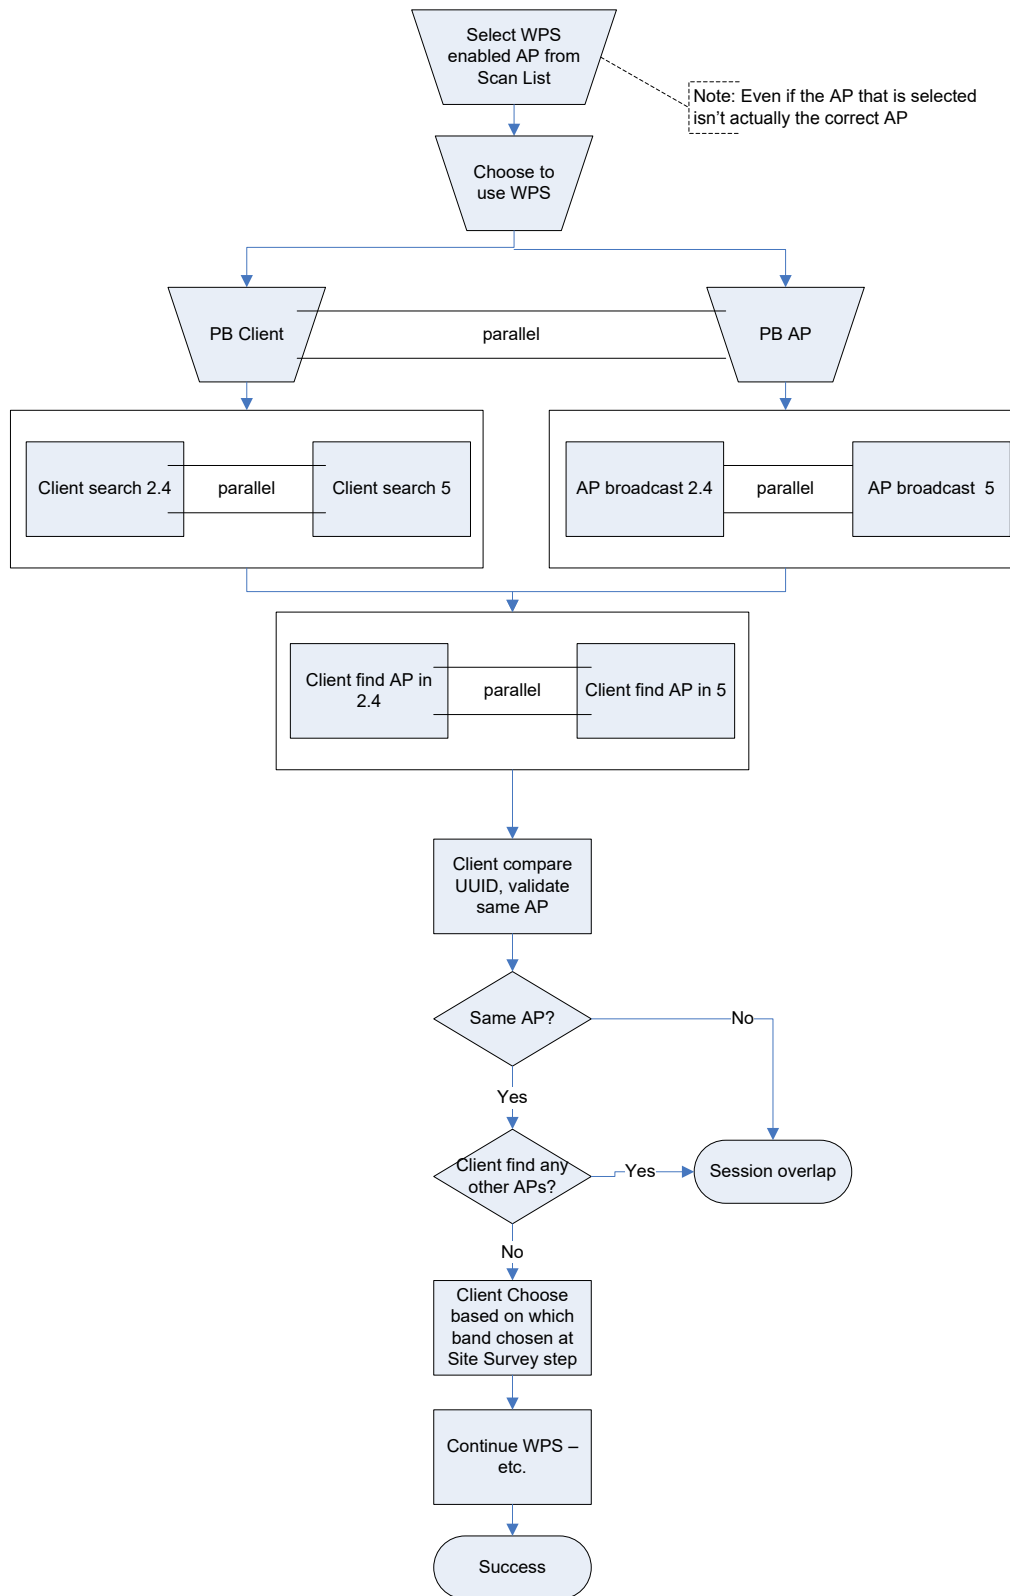 Select WPS
enabled AP from
Scan List
Note: Even if the AP that is selected
isn’t actually the correct AP
Choose to
use WPS
PB Client
parallel
PB AP
Client search 2.4
parallel
Client search 5
AP broadcast 2.4
parallel
AP broadcast  5
Client find AP in
2.4
parallel
Client find AP in 5
Client compare
UUID, validate
same AP
Same AP?
No
Yes
Client find any
other APs?
Yes
Session overlap
No
Client Choose
based on which
band chosen at
Site Survey step
Continue WPS –
etc.
Success